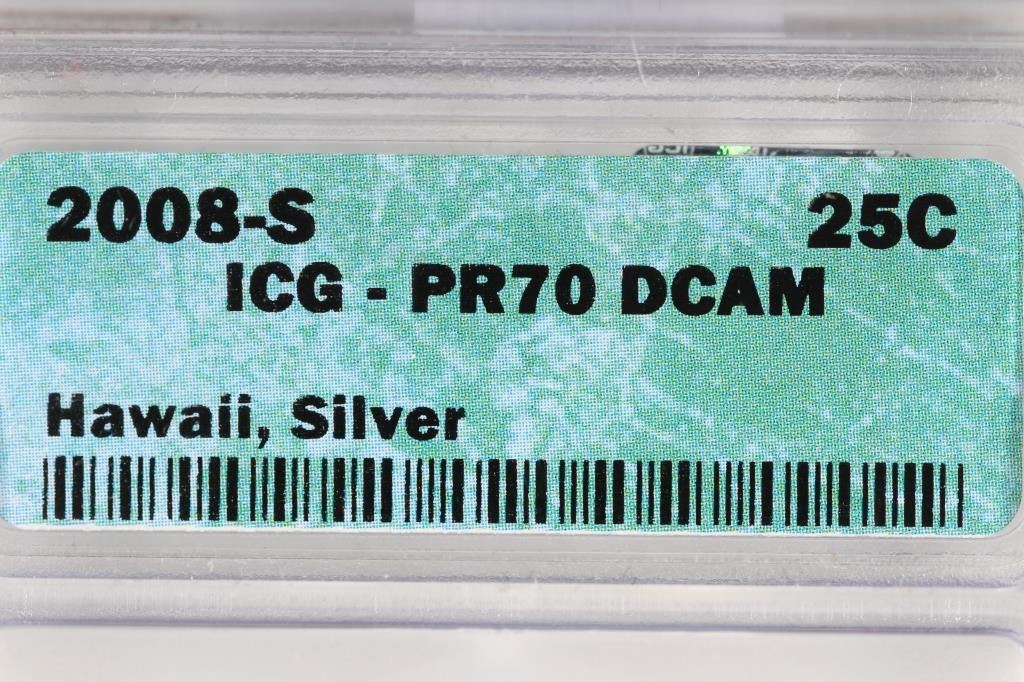 2008-S 25C
ICG - PR70 DCAM
Hawaii, Silver